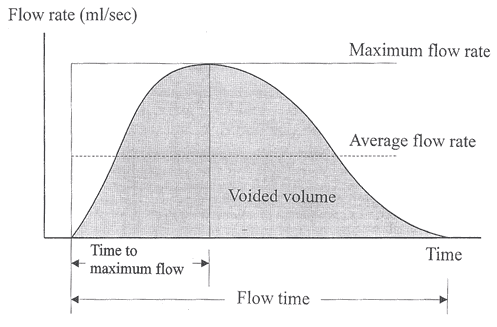 Flow rate (ml/sec)
Maximum flow rate
Average flow rate
Voided volume
Time to
maximum flow
Time
Flow time